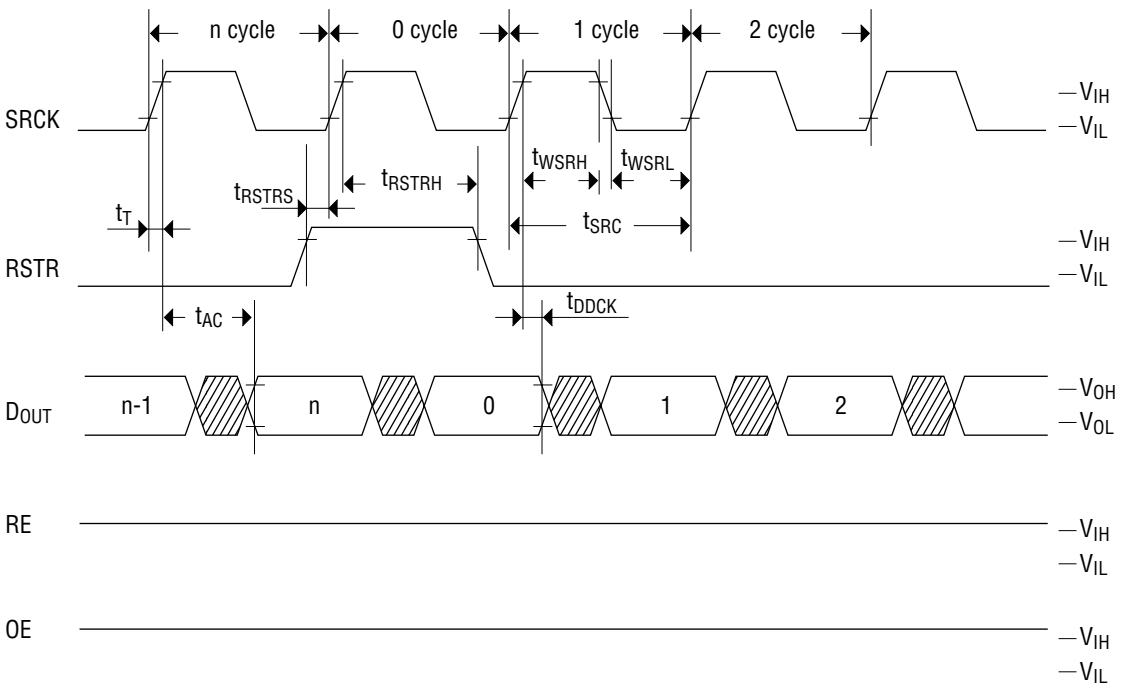 n cycle 0 cycle 1 cycle 2 cycle
SRCK
VIH
VIL
tWSRH tWSRL
tRSTRS tRSTRH
tT tSRC
RSTR
VIH
VIL
tAC tDDCK
DOUT n-1 n 0 1 2
VOH
VOL
RE
VIH
VIL
OE
VIH
VIL